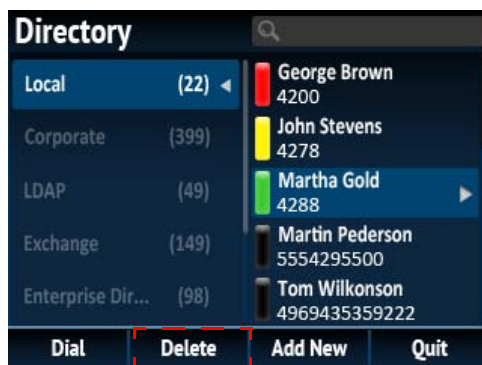 Directory
Local (22)
Corporate (399)
LDAP (49)
Exchange (149)
Enterprise Dir... (98)
George Brown
4200
John Stevens
4278
Martha Gold
4288
Martin Pederson
5554295500
Tom Wilkonson
4969435359222
Dial Delete Add New Quit